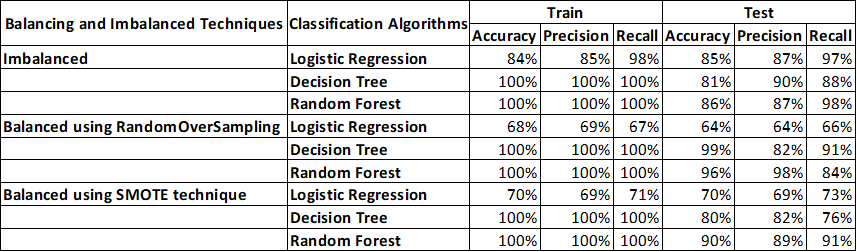 Balancing and Imbalanced Techniques Classification Algorithms Train Test
Accuracy Precision Recall Accuracy Precision Recall
Imbalanced Logistic Regression 84% 85% 98% 85% 87% 97%
Decision Tree 100% 100% 100% 81% 90% 88%
Random Forest 100% 100% 100% 86% 87% 98%
Balanced using RandomOverSampling Logistic Regression 68% 69% 67% 64% 64% 66%
Decision Tree 100% 100% 100% 99% 82% 91%
Random Forest 100% 100% 100% 96% 98% 84%
Balanced using SMOTE technique Logistic Regression 70% 69% 71% 70% 69% 73%
Decision Tree 100% 100% 100% 80% 82% 76%
Random Forest 100% 100% 100% 90% 89% 91%